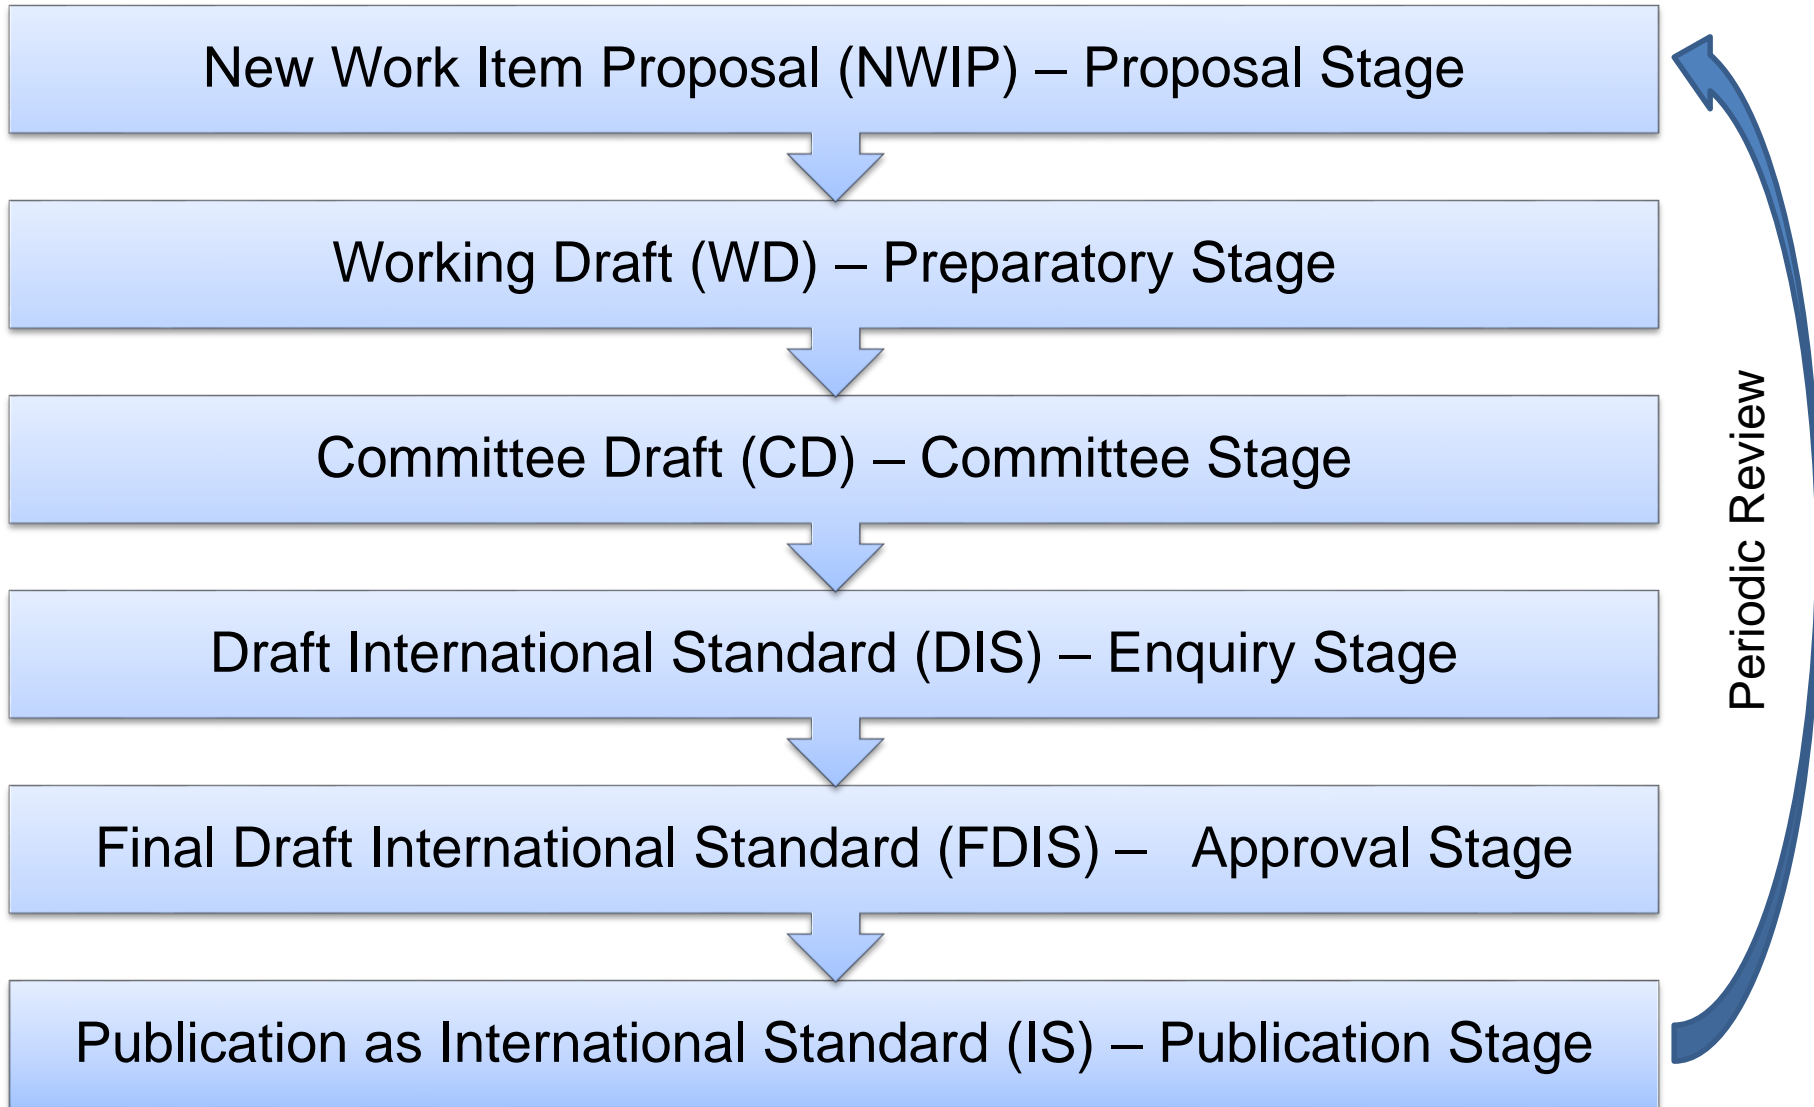 New Work Item Proposal (NWIP) – Proposal Stage
Working Draft (WD) – Preparatory Stage
Committee Draft (CD) – Committee Stage
Draft International Standard (DIS) – Enquiry Stage
Final Draft International Standard (FDIS) – Approval Stage
Publication as International Standard (IS) – Publication Stage
Periodic Review